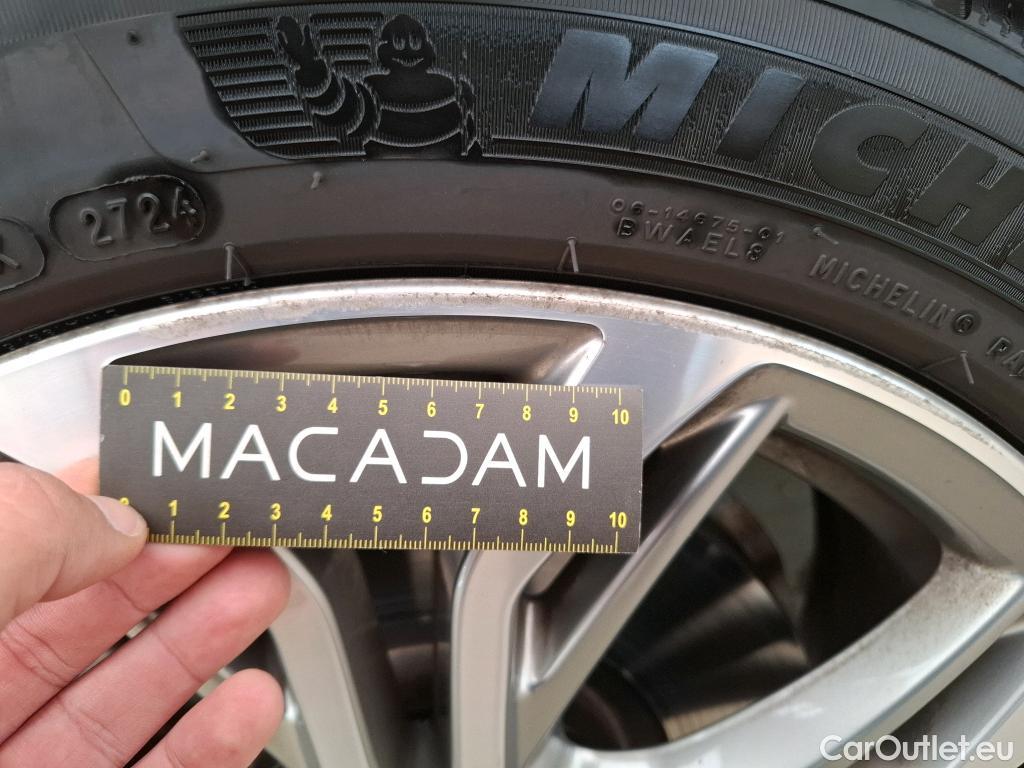 MICH
2724
06-14675-01
BWAEL8
MICHELIN®
0 1 2 3 4 5 6 7 8 9 10
MACADAM
1 2 3 4 5 6 7 8 9 10
CarOutlet.eu